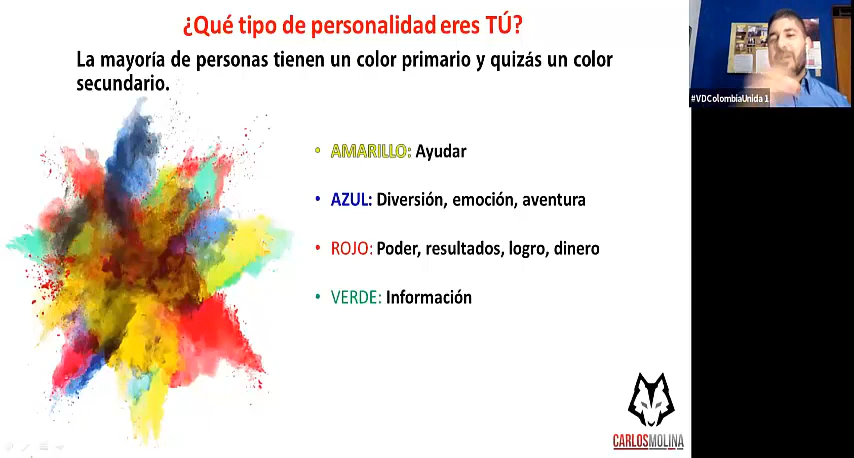 ¿Qué tipo de personalidad eres TÚ?
La mayoría de personas tienen un color primario y quizás un color
secundario.
#VDColombiaUnida 1
• AMARILLO: Ayudar
• AZUL: Diversión, emoción, aventura
• ROJO: Poder, resultados, logro, dinero
• VERDE: Información
CARLOSMOLINA